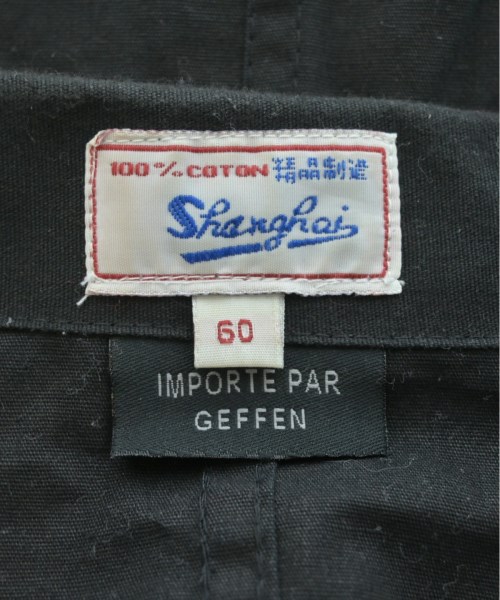 100% COTON 精品制造
Shanghai
60
IMPORTE PAR
GEFFEN